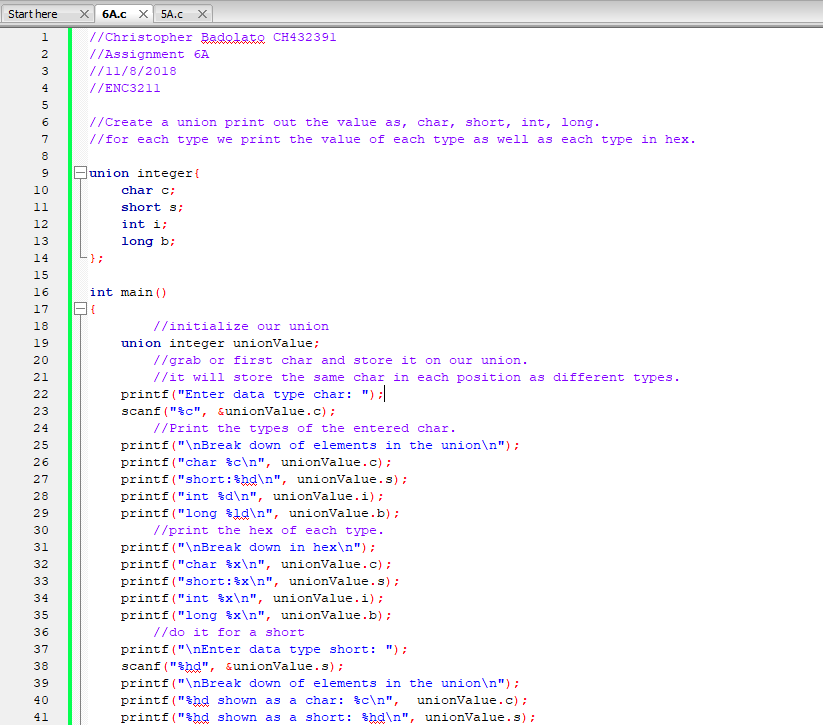 Start here 6A.c 5A.c
1 //Christopher Badolato CH432391
2 //Assignment 6A
3 //11/8/2018
4 //ENC3211
5
6 //Create a union print out the value as, char, short, int, long.
7 //for each type we print the value of each type as well as each type in hex.
8
9 union integer{
10 char c;
11 short s;
12 int i;
13 long b;
14 };
15
16 int main()
17 {
18 //initialize our union
19 union integer unionValue;
20 //grab or first char and store it on our union.
21 //it will store the same char in each position as different types.
22 printf("Enter data type char: ");
23 scanf("%c", &unionValue.c);
24 //Print the types of the entered char.
25 printf("\nBreak down of elements in the union\n");
26 printf("char %c\n", unionValue.c);
27 printf("short:%hd\n", unionValue.s);
28 printf("int %d\n", unionValue.i);
29 printf("long %ld\n", unionValue.b);
30 //print the hex of each type.
31 printf("\nBreak down in hex\n");
32 printf("char %x\n", unionValue.c);
33 printf("short:%x\n", unionValue.s);
34 printf("int %x\n", unionValue.i);
35 printf("long %x\n", unionValue.b);
36 //do it for a short
37 printf("\nEnter data type short: ");
38 scanf("%hd", &unionValue.s);
39 printf("\nBreak down of elements in the union\n");
40 printf("%hd shown as a char: %c\n", unionValue.c);
41 printf("%hd shown as a short: %hd\n", unionValue.s);